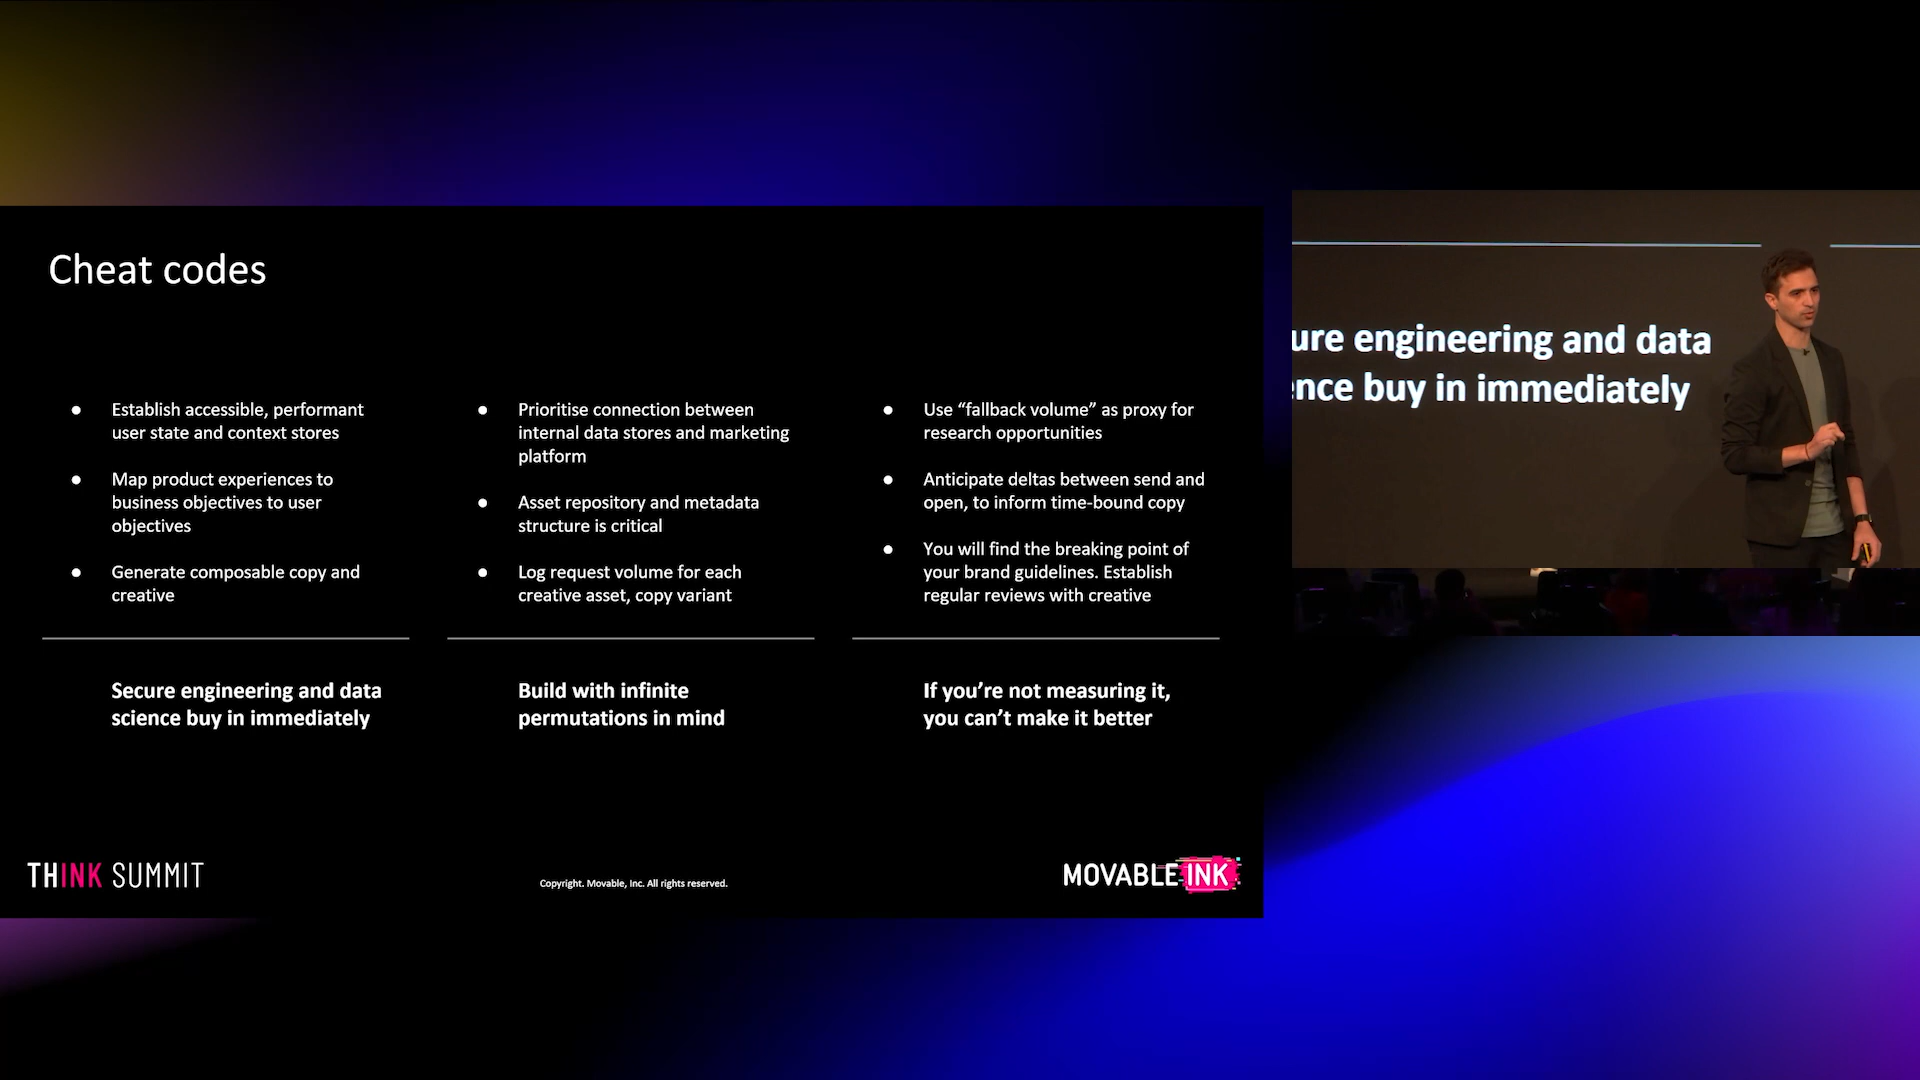 Cheat codes
● Establish accessible, performant
user state and context stores
● Map product experiences to
business objectives to user
objectives
● Generate composable copy and
creative
Secure engineering and data
science buy in immediately
● Prioritise connection between
internal data stores and marketing
platform
● Asset repository and metadata
structure is critical
● Log request volume for each
creative asset, copy variant
Build with infinite
permutations in mind
● Use “fallback volume” as proxy for
research opportunities
● Anticipate deltas between send and
open, to inform time-bound copy
● You will find the breaking point of
your brand guidelines. Establish
regular reviews with creative
If you’re not measuring it,
you can’t make it better
THINK SUMMIT
Copyright. Movable, Inc. All rights reserved.
MOVABLE INK
ure engineering and data
ence buy in immediately